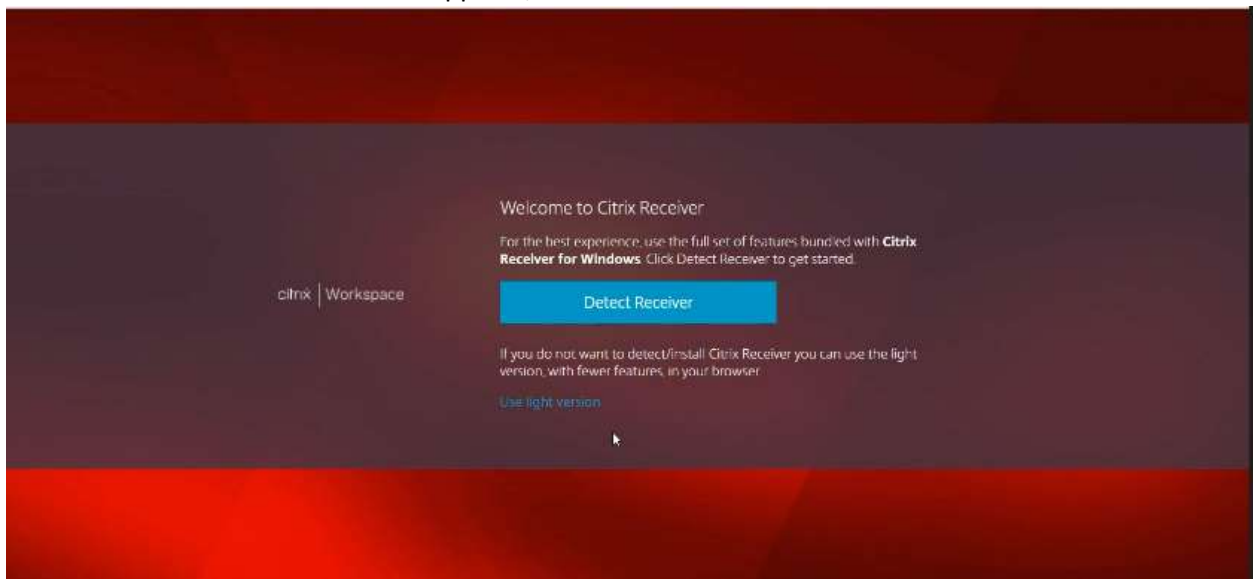 citrix | Workspace
Welcome to Citrix Receiver
For the best experience, use the full set of features bundled with Citrix
Receiver for Windows. Click Detect Receiver to get started.
Detect Receiver
If you do not want to detect/install Citrix Receiver you can use the light
version, with fewer features, in your browser.
Use light version